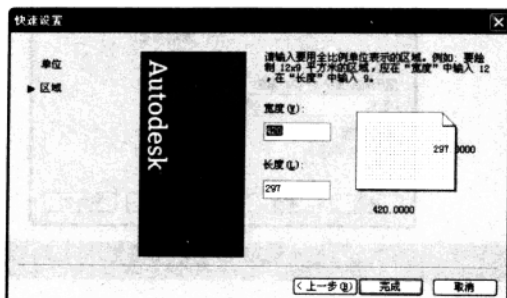 快速设置
单位
▶ 区域
Autodesk
请输入要用全比例单位表示的区域。例如: 要绘
制 12x9 平方米的区域, 应在“宽度”中输入 12
, 在“长度”中输入 9。
宽度(Y):
420
长度(L):
297
297.0000
420.0000
< 上一步(B)
完成
取消